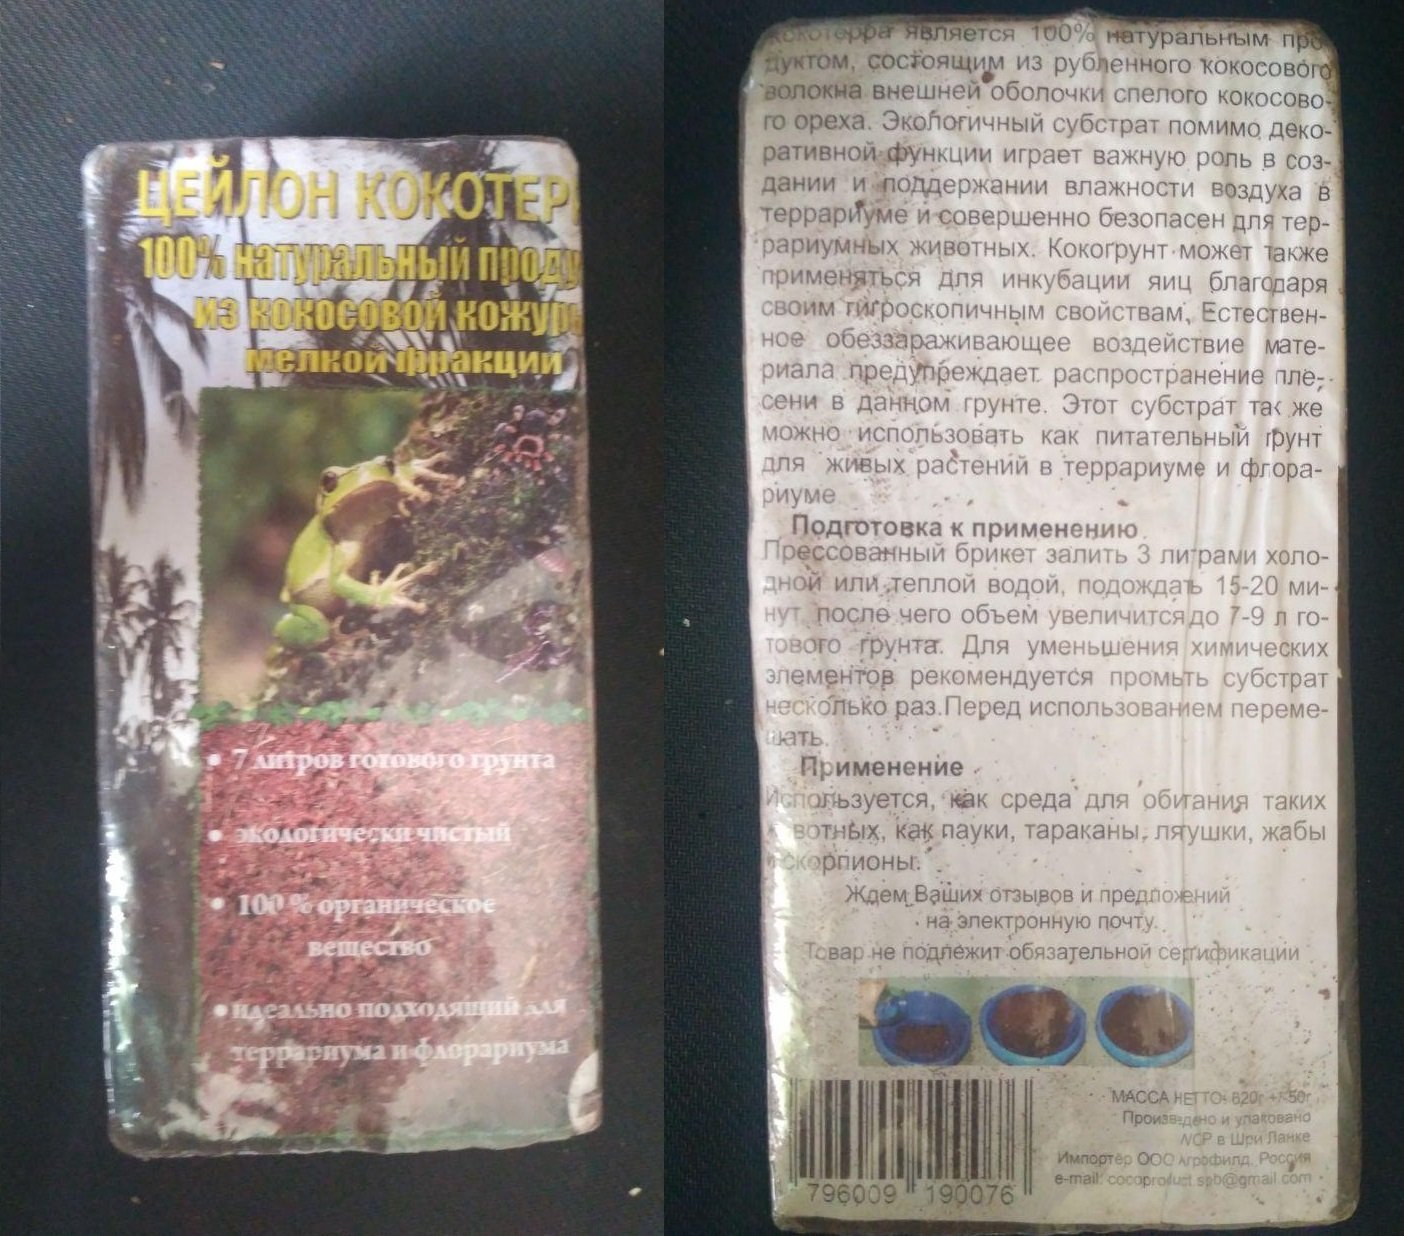 ЦЕЙЛОН КОКОТЕР
100% натуральный проду
из кокосовой кожур
мелкой фракции
• 7 литров готового грунта
• экологически чистый
• 100 % органическое
вещество
• идеально подходящий для
террариума и флорариума
кокотерра является 100% натуральным про-
дуктом, состоящим из рубленного кокосового
волокна внешней оболочки спелого кокосово-
го ореха. Экологичный субстрат помимо деко-
ративной функции играет важную роль в соз-
дании и поддержании влажности воздуха в
террариуме и совершенно безопасен для тер-
рариумных животных. Кокогрунт может также
применяться для инкубации яиц благодаря
своим гигроскопичным свойствам. Естествен-
ное обеззараживающее воздействие мате-
риала предупреждает распространение пле-
сени в данном грунте. Этот субстрат так же
можно использовать как питательный грунт
для живых растений в террариуме и флора-
риуме
Подготовка к применению
Прессованный брикет залить 3 литрами холо-
дной или теплой водой, подождать 15-20 ми-
нут, после чего объем увеличится до 7-9 л го-
тового грунта. Для уменьшения химических
элементов рекомендуется промыть субстрат
несколько раз.Перед использованием переме-
шать.
Применение
Используется, как среда для обитания таких
животных, как пауки, тараканы, лягушки, жабы
и скорпионы.
Ждем Ваших отзывов и предложений
на электронную почту.
Товар не подлежит обязательной сертификации
МАССА НЕТТО- 620г +/-50г
Произведено и упаковано
в Шри Ланке
Импортер ООО Агрофилд. Россия
e-mail: cocoproduct.spb@gmail.com
796009 190076